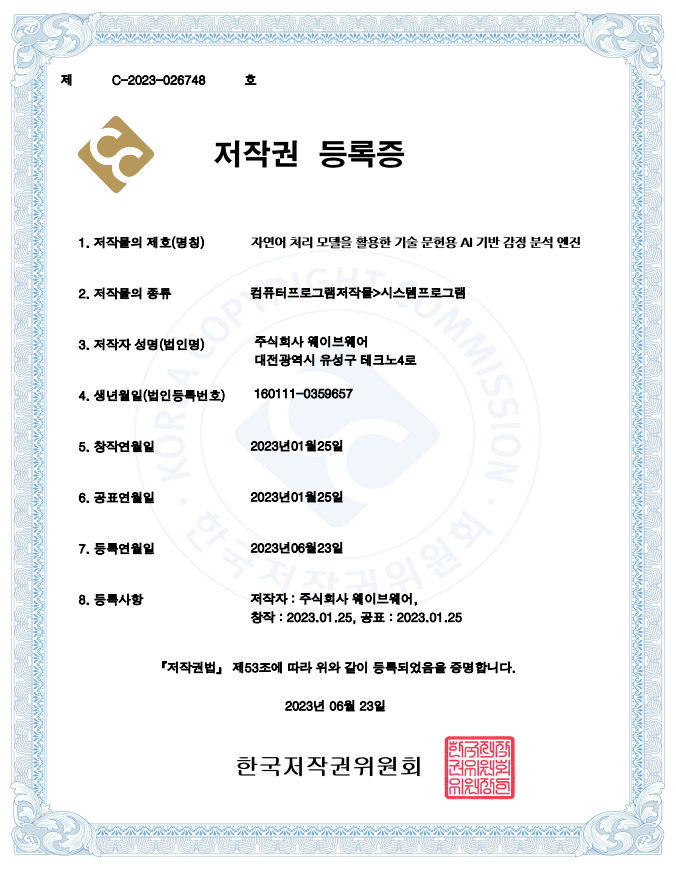 제 C-2023-026748 호
저작권 등록증
1. 저작물의 제호(명칭) 자연어 처리 모델을 활용한 기술 문헌용 AI 기반 감정 분석 엔진
2. 저작물의 종류 컴퓨터프로그램저작물>시스템프로그램
3. 저작자 성명(법인명) 주식회사 웨이브웨어
대전광역시 유성구 테크노4로
4. 생년월일(법인등록번호) 160111-0359657
5. 창작연월일 2023년01월25일
6. 공표연월일 2023년01월25일
7. 등록연월일 2023년06월23일
8. 등록사항 저작자 : 주식회사 웨이브웨어,
창작 : 2023.01.25, 공표 : 2023.01.25
『저작권법』 제53조에 따라 위와 같이 등록되었음을 증명합니다.
2023년 06월 23일
한국저작권위원회
KOREA COPYRIGHT COMMISSION
한국저작권위원회